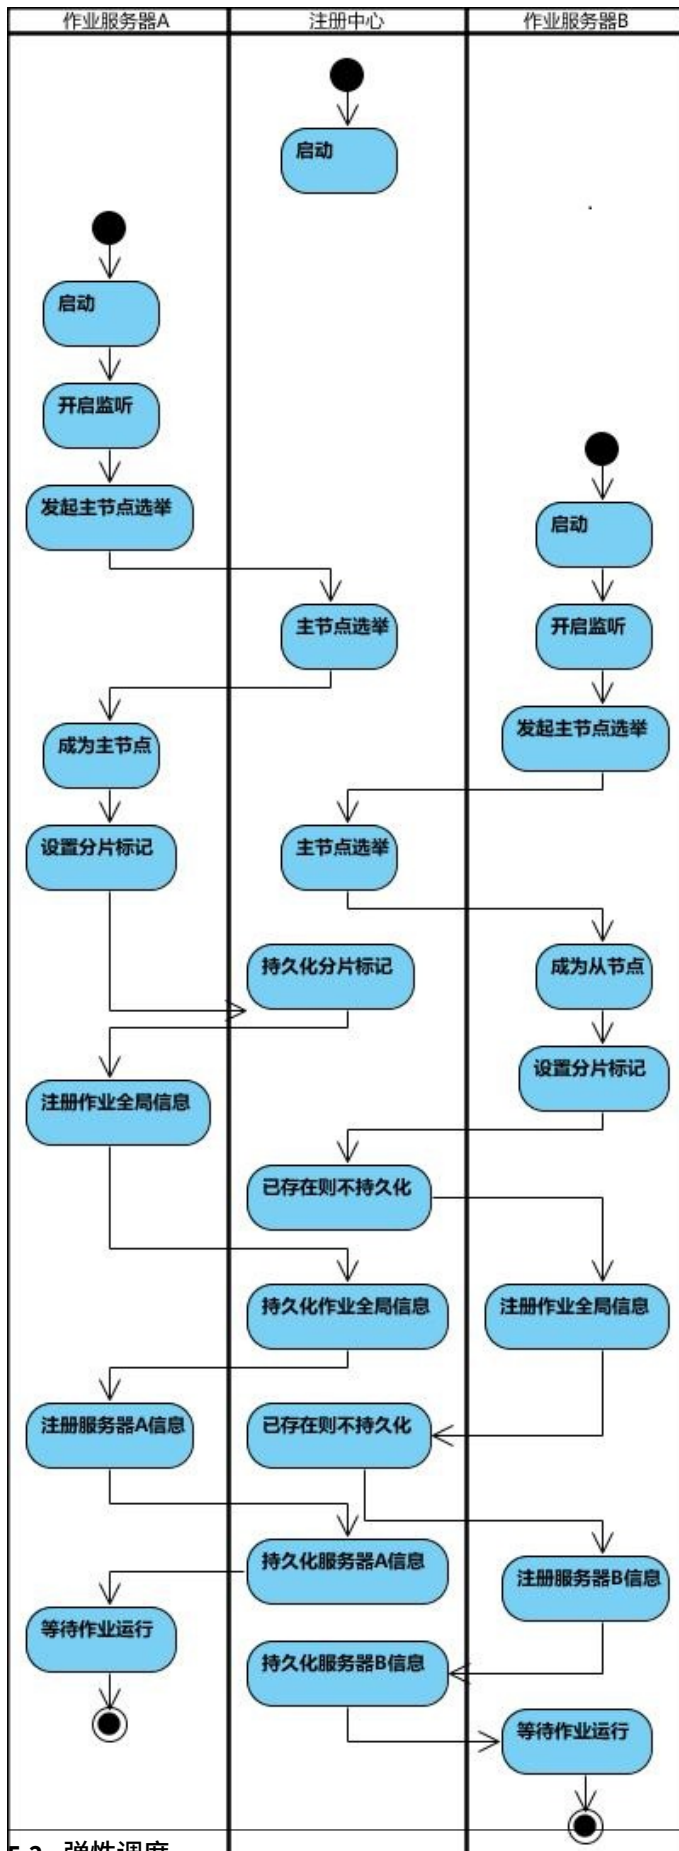 作业服务器A
注册中心
作业服务器B
启动
启动
开启监听
发起主节点选举
启动
主节点选举
开启监听
成为主节点
发起主节点选举
设置分片标记
主节点选举
持久化分片标记
成为从节点
设置分片标记
注册作业全局信息
已存在则不持久化
持久化作业全局信息
注册作业全局信息
注册服务器A信息
已存在则不持久化
持久化服务器A信息
注册服务器B信息
等待作业运行
持久化服务器B信息
等待作业运行
5.2 弹性调度